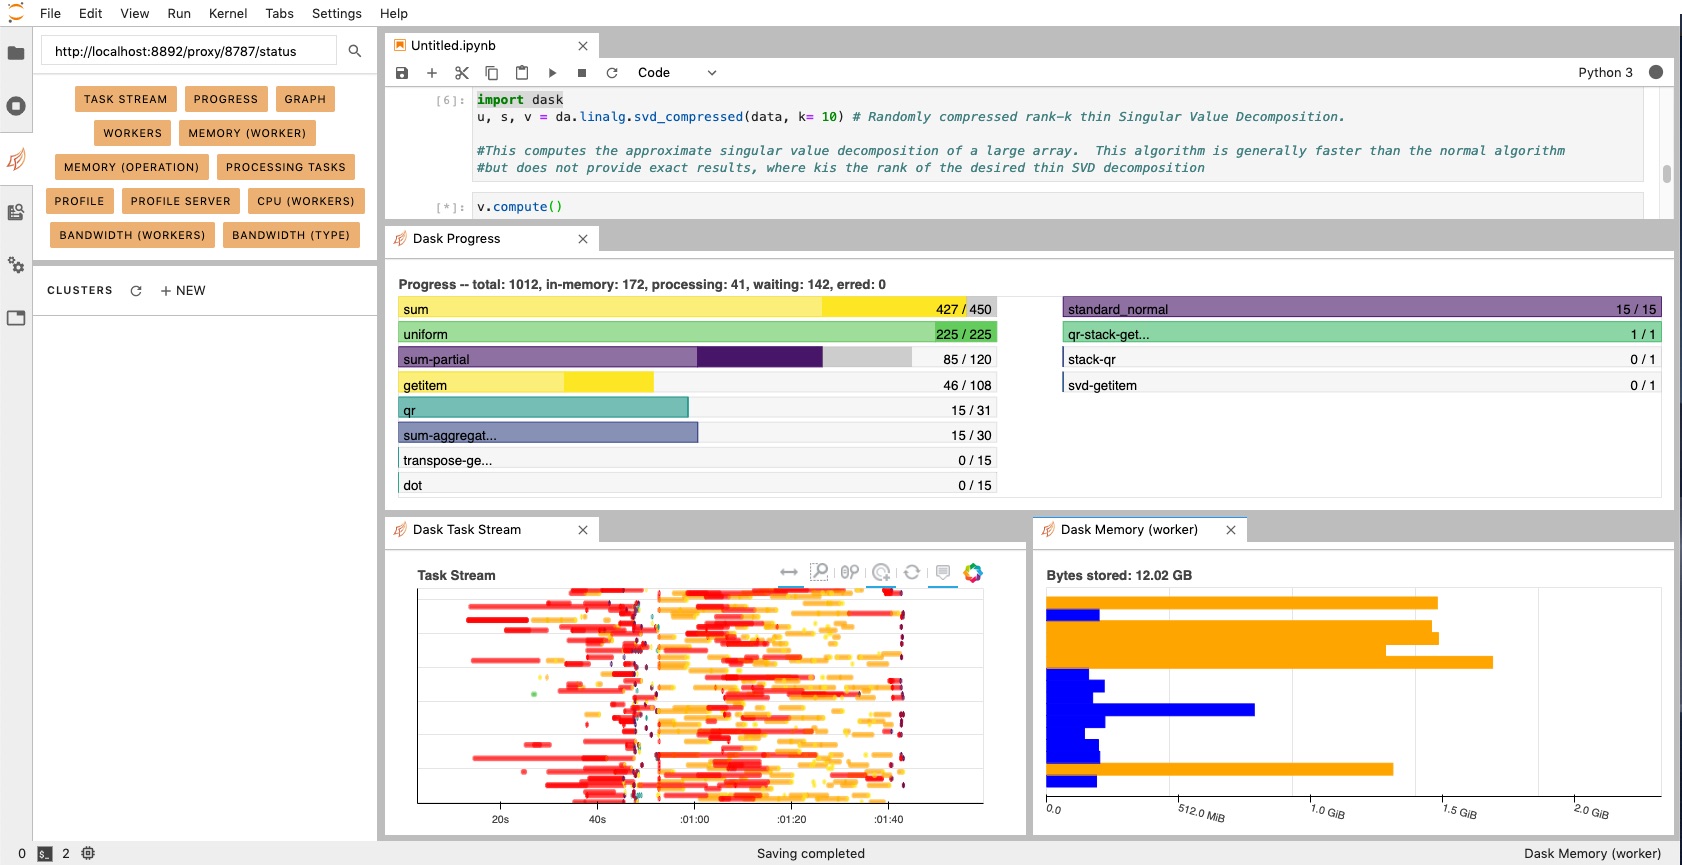 File Edit View Run Kernel Tabs Settings Help
http://localhost:8892/proxy/8787/status
TASK STREAM PROGRESS GRAPH
WORKERS MEMORY (WORKER)
MEMORY (OPERATION) PROCESSING TASKS
PROFILE PROFILE SERVER CPU (WORKERS)
BANDWIDTH (WORKERS) BANDWIDTH (TYPE)
CLUSTERS + NEW
Untitled.ipynb
Code Python 3
[6]: import dask
u, s, v = da.linalg.svd_compressed(data, k= 10) # Randomly compressed rank-k thin Singular Value Decomposition.
#This computes the approximate singular value decomposition of a large array.  This algorithm is generally faster than the normal algorithm
#but does not provide exact results, where kis the rank of the desired thin SVD decomposition
[*]: v.compute()
Dask Progress
Progress -- total: 1012, in-memory: 172, processing: 41, waiting: 142, erred: 0
sum 427 / 450
uniform 225 / 225
sum-partial 85 / 120
getitem 46 / 108
qr 15 / 31
sum-aggregat... 15 / 30
transpose-ge... 0 / 15
dot 0 / 15
standard_normal 15 / 15
qr-stack-get... 1 / 1
stack-qr 0 / 1
svd-getitem 0 / 1
Dask Task Stream
Task Stream
20s 40s :01:00 :01:20 :01:40
Dask Memory (worker)
Bytes stored: 12.02 GB
0.0 512.0 MiB 1.0 GiB 1.5 GiB 2.0 GiB
0 $_ 2 Saving completed Dask Memory (worker)